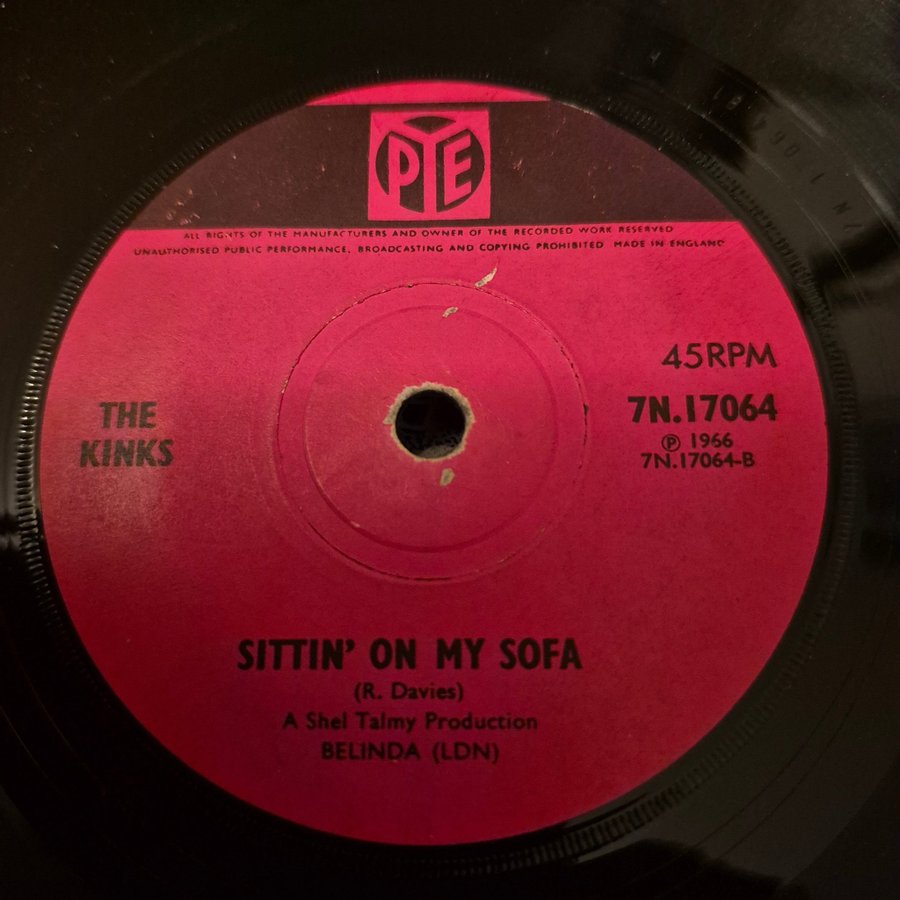 PYE
ALL RIGHTS OF THE MANUFACTURERS AND OWNER OF THE RECORDED WORK RESERVED
UNAUTHORISED PUBLIC PERFORMANCE, BROADCASTING AND COPYING PROHIBITED MADE IN ENGLAND
45RPM
THE
KINKS
7N.17064
Ⓟ 1966
7N.17064-B
SITTIN' ON MY SOFA
(R. Davies)
A Shel Talmy Production
BELINDA (LDN)